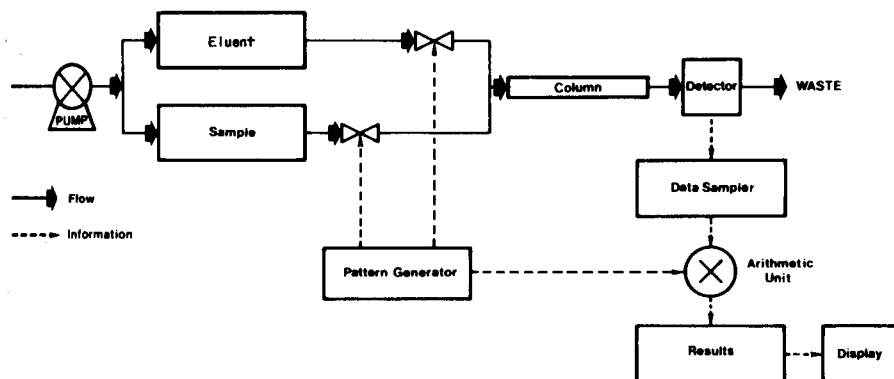 Eluent
PUMP
Sample
Column
Detector
WASTE
Flow
Information
Data Sampler
Pattern Generator
Arithmetic
Unit
Results
Display